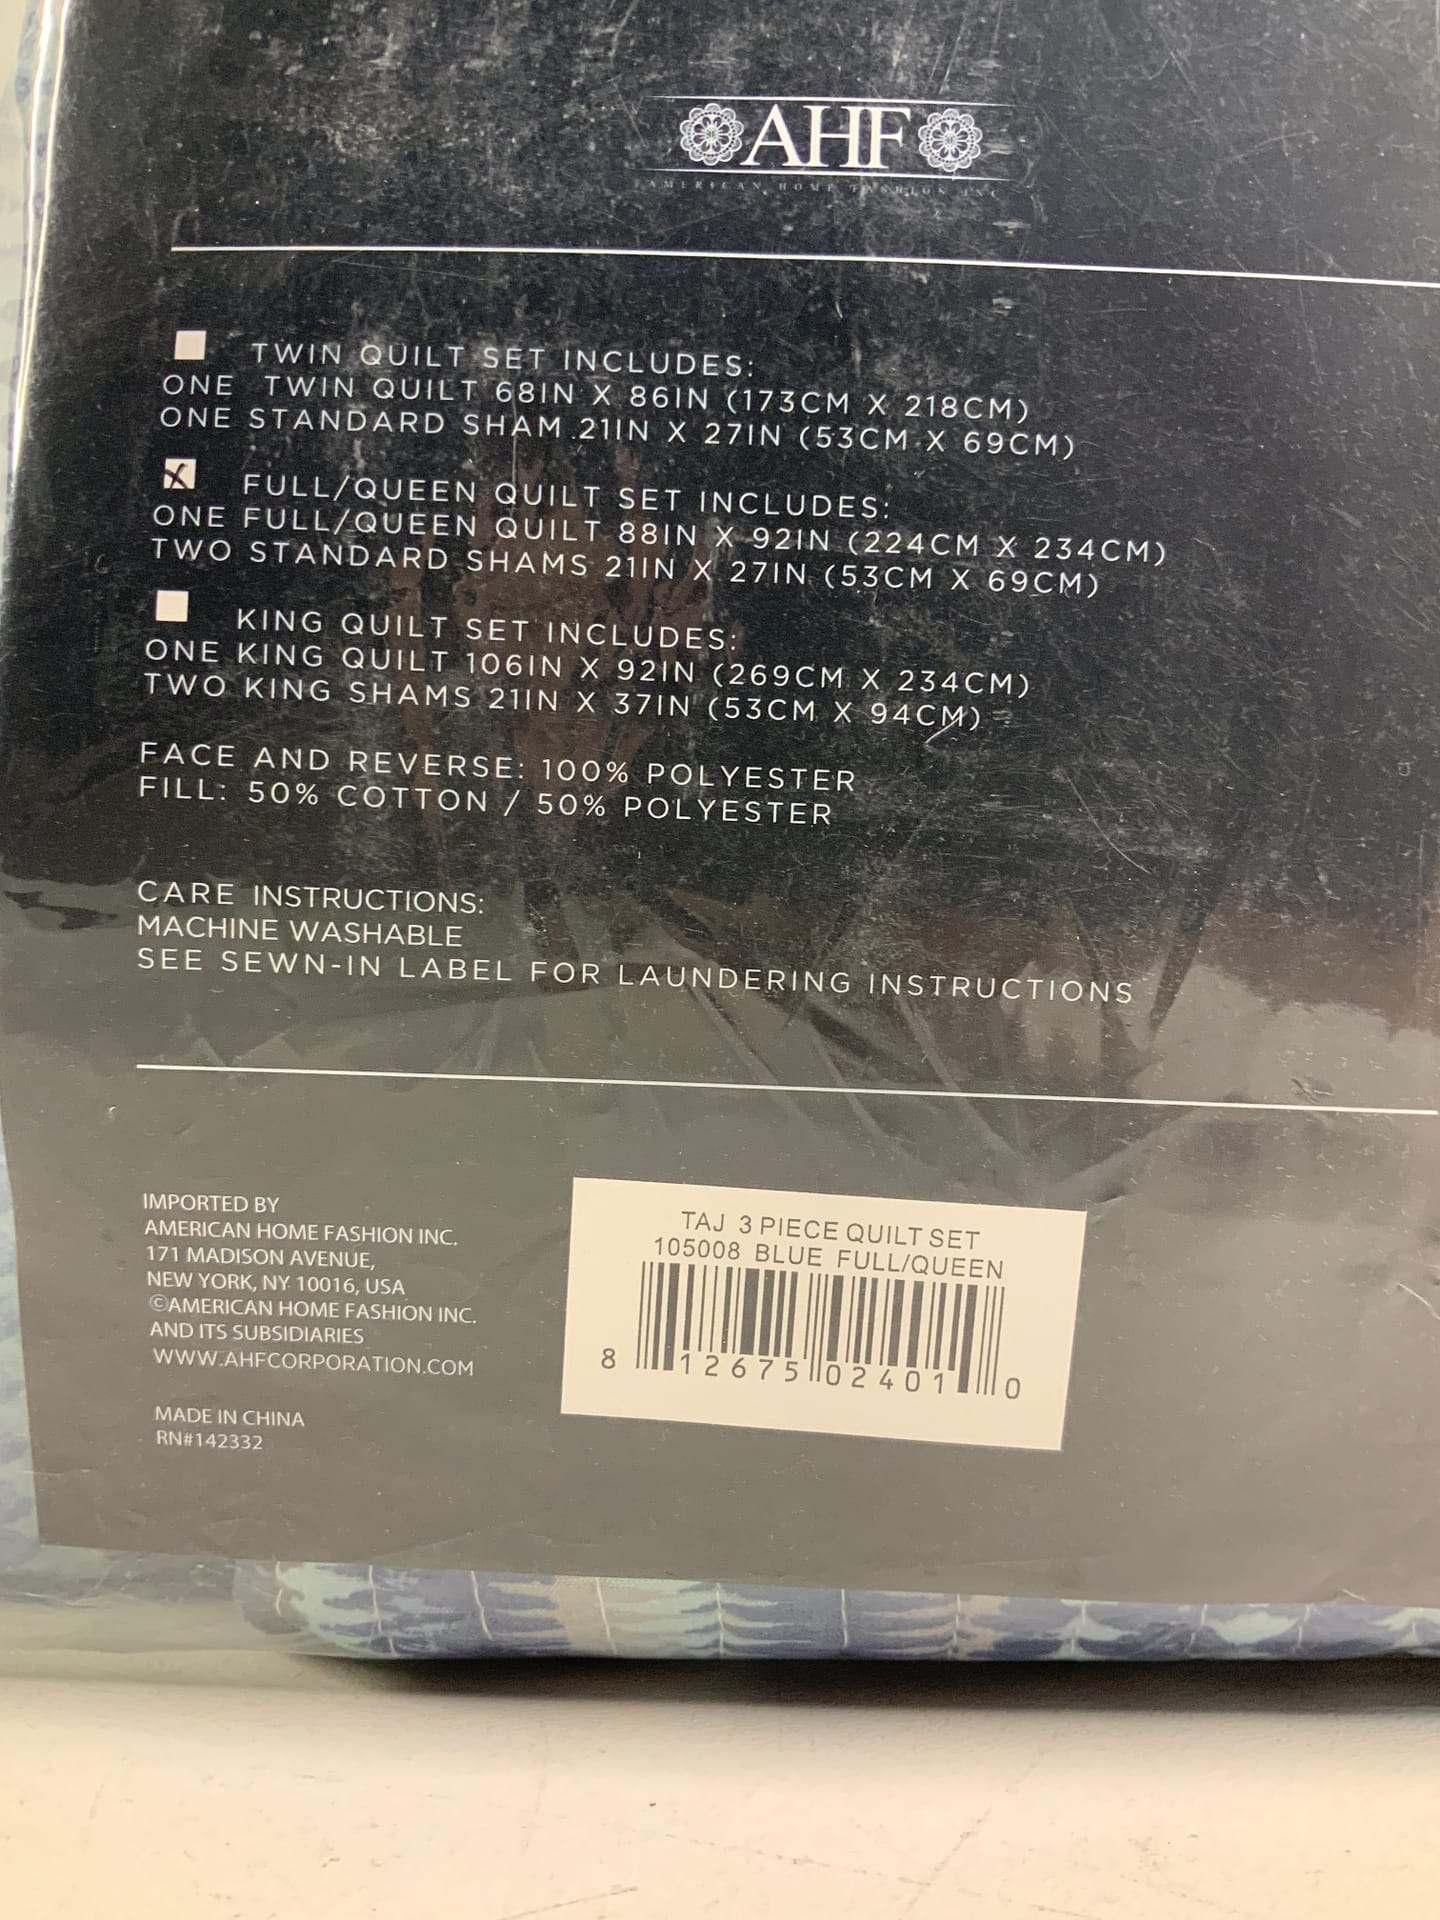 AHF
AMERICAN HOME FASHION INC
TWIN QUILT SET INCLUDES:
ONE TWIN QUILT 68IN X 86IN (173CM X 218CM)
ONE STANDARD SHAM 21IN X 27IN (53CM X 69CM)
X FULL/QUEEN QUILT SET INCLUDES:
ONE FULL/QUEEN QUILT 88IN X 92IN (224CM X 234CM)
TWO STANDARD SHAMS 21IN X 27IN (53CM X 69CM)
KING QUILT SET INCLUDES:
ONE KING QUILT 106IN X 92IN (269CM X 234CM)
TWO KING SHAMS 21IN X 37IN (53CM X 94CM)
FACE AND REVERSE: 100% POLYESTER
FILL: 50% COTTON / 50% POLYESTER
CARE INSTRUCTIONS:
MACHINE WASHABLE
SEE SEWN-IN LABEL FOR LAUNDERING INSTRUCTIONS
IMPORTED BY
AMERICAN HOME FASHION INC.
171 MADISON AVENUE,
NEW YORK, NY 10016, USA
©AMERICAN HOME FASHION INC.
AND ITS SUBSIDIARIES
WWW.AHFCORPORATION.COM
MADE IN CHINA
RN#142332
TAJ 3 PIECE QUILT SET
105008 BLUE FULL/QUEEN
8 12675 02401 0